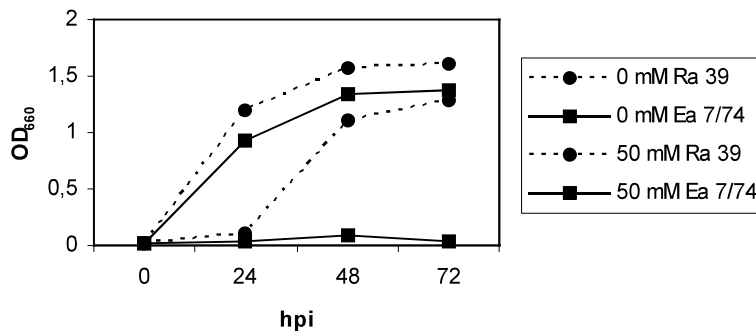 2
1,5
1
0,5
0
OD660
0 24 48 72
hpi
0 mM Ra 39
0 mM Ea 7/74
50 mM Ra 39
50 mM Ea 7/74